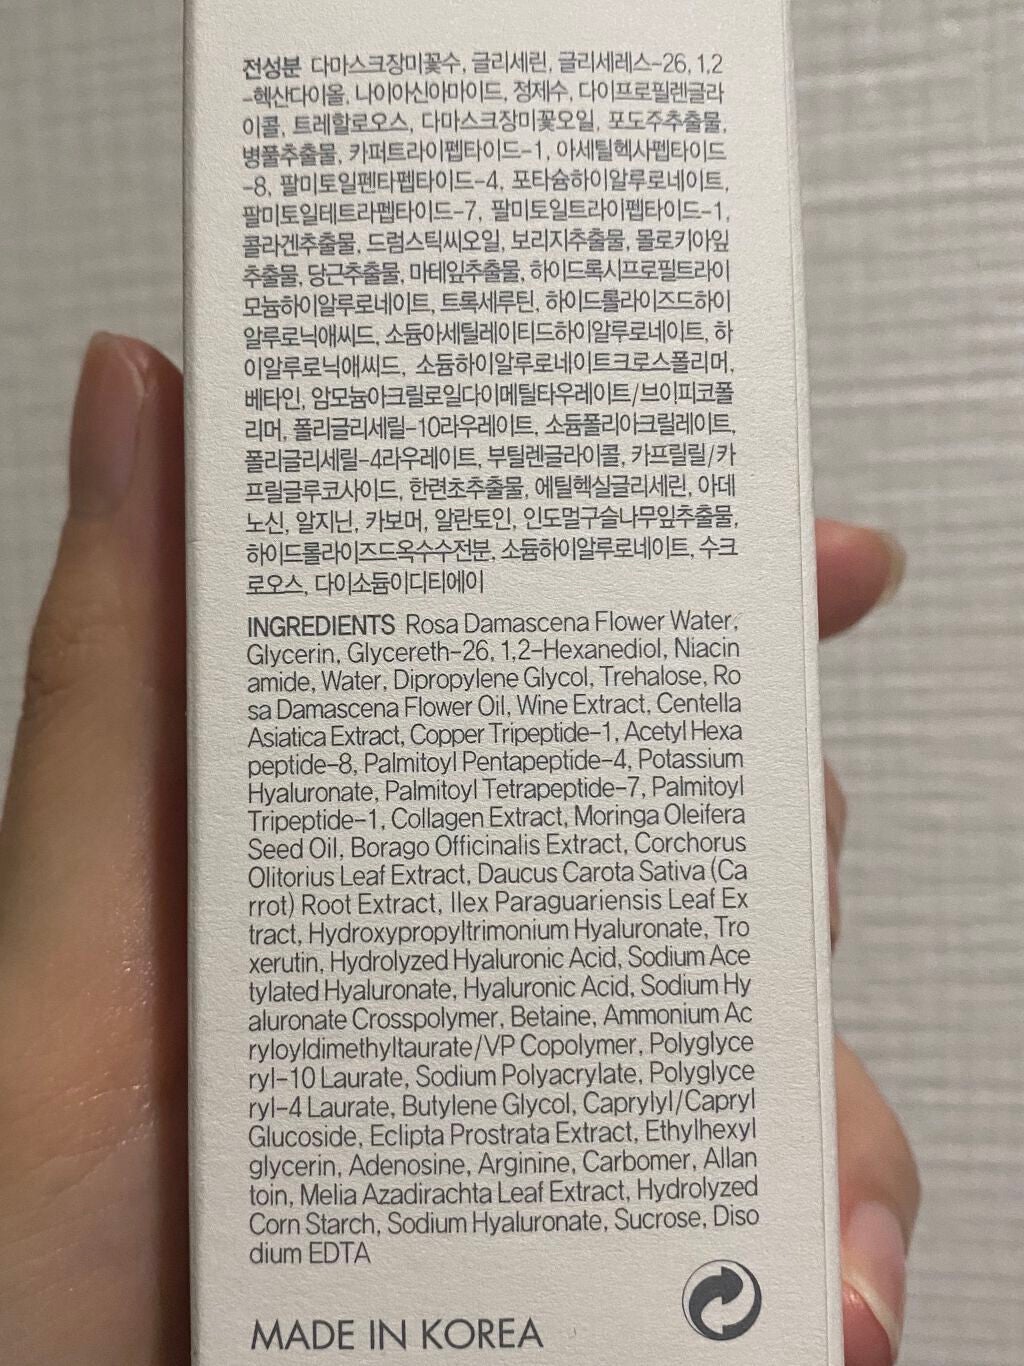 전성분 다마스크장미꽃수, 글리세린, 글리세레스-26, 1,2
-헥산다이올, 나이아신아마이드, 정제수, 다이프로필렌글라
이콜, 트레할로오스, 다마스크장미꽃오일, 포도주추출물,
병풀추출물, 카퍼트라이펩타이드-1, 아세틸헥사펩타이드
-8, 팔미토일펜타펩타이드-4, 포타슘하이알루로네이트,
팔미토일테트라펩타이드-7, 팔미토일트라이펩타이드-1,
콜라겐추출물, 드럼스틱씨오일, 보리지추출물, 몰로키아잎
추출물, 당근추출물, 마테잎추출물, 하이드록시프로필트라이
모늄하이알루로네이트, 트록세루틴, 하이드롤라이즈드하이
알루로닉애씨드, 소듐아세틸레이티드하이알루로네이트, 하
이알루로닉애씨드, 소듐하이알루로네이트크로스폴리머,
베타인, 암모늄아크릴로일다이메틸타우레이트/브이피코폴
리머, 폴리글리세릴-10라우레이트, 소듐폴리아크릴레이트,
폴리글리세릴-4라우레이트, 부틸렌글라이콜, 카프릴릴/카
프릴글루코사이드, 한련초추출물, 에틸헥실글리세린, 아데
노신, 알지닌, 카보머, 알란토인, 인도멀구슬나무잎추출물,
하이드롤라이즈드옥수수전분, 소듐하이알루로네이트, 수크
로오스, 다이소듐이디티에이
INGREDIENTS Rosa Damascena Flower Water,
Glycerin, Glycereth-26, 1,2-Hexanediol, Niacin
amide, Water, Dipropylene Glycol, Trehalose, Ro
sa Damascena Flower Oil, Wine Extract, Centella
Asiatica Extract, Copper Tripeptide-1, Acetyl Hexa
peptide-8, Palmitoyl Pentapeptide-4, Potassium
Hyaluronate, Palmitoyl Tetrapeptide-7, Palmitoyl
Tripeptide-1, Collagen Extract, Moringa Oleifera
Seed Oil, Borago Officinalis Extract, Corchorus
Olitorius Leaf Extract, Daucus Carota Sativa (Ca
rrot) Root Extract, Ilex Paraguariensis Leaf Ex
tract, Hydroxypropyltrimonium Hyaluronate, Tro
xerutin, Hydrolyzed Hyaluronic Acid, Sodium Ace
tylated Hyaluronate, Hyaluronic Acid, Sodium Hy
aluronate Crosspolymer, Betaine, Ammonium Ac
ryloyldimethyltaurate/VP Copolymer, Polyglyce
ryl-10 Laurate, Sodium Polyacrylate, Polyglyce
ryl-4 Laurate, Butylene Glycol, Caprylyl/Capryl
Glucoside, Eclipta Prostrata Extract, Ethylhexyl
glycerin, Adenosine, Arginine, Carbomer, Allan
toin, Melia Azadirachta Leaf Extract, Hydrolyzed
Corn Starch, Sodium Hyaluronate, Sucrose, Diso
dium EDTA
MADE IN KOREA